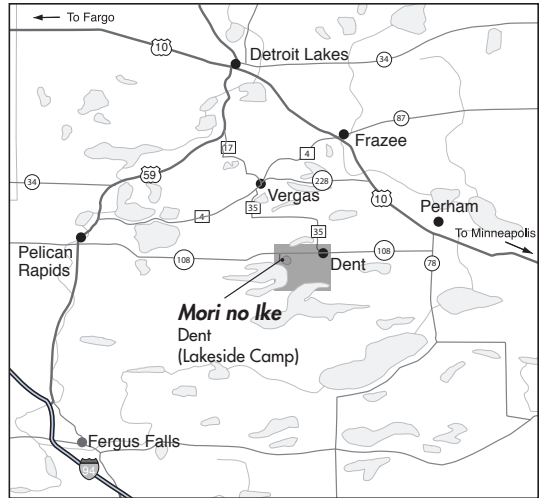 To Fargo
10
Detroit Lakes
34
87
Frazee
17
4
59
34
228
Vergas
10
35
Perham
4
To Minneapolis
35
Pelican
Rapids
108
108
Dent
78
Mori no Ike
Dent
(Lakeside Camp)
Fergus Falls
94